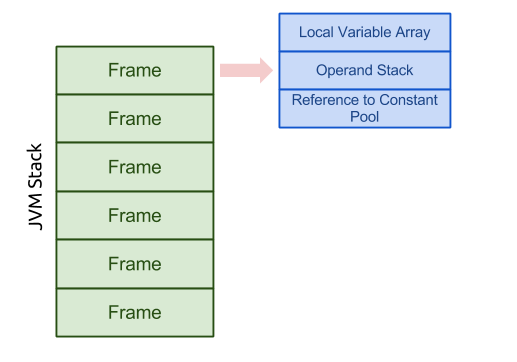 JVM Stack
Frame
Frame
Frame
Frame
Frame
Frame
Local Variable Array
Operand Stack
Reference to Constant
Pool